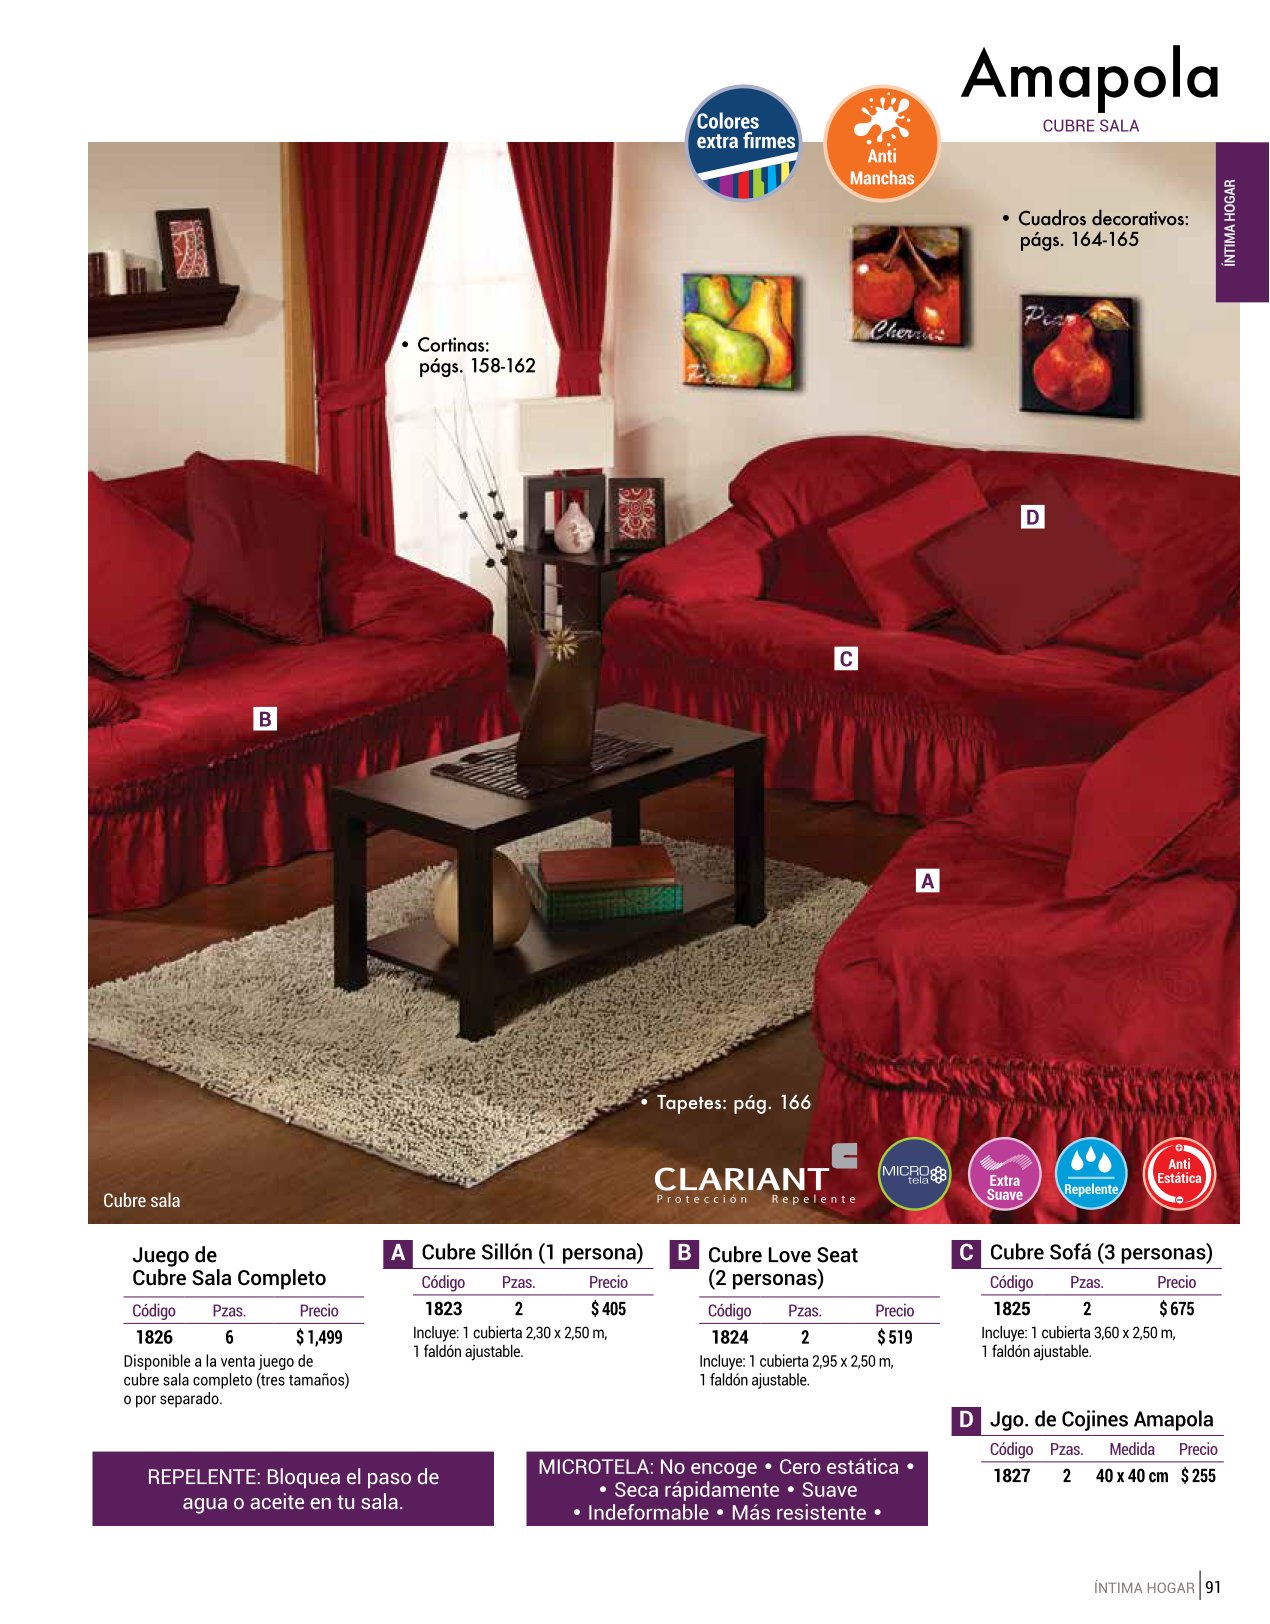 Amapola
CUBRE SALA
Colores
extra firmes
Anti
Manchas
ÍNTIMA HOGAR
• Cuadros decorativos:
págs. 164-165
• Cortinas:
págs. 158-162
Pear
Cherries
Pear
D
C
B
A
• Tapetes: pág. 166
CLARIANT
Protección Repelente
MICRO
tela
Extra
Suave
Repelente
Anti
Estática
Cubre sala
Juego de
Cubre Sala Completo
Código Pzas. Precio
1826 6 $ 1,499
Disponible a la venta juego de
cubre sala completo (tres tamaños)
o por separado.
A Cubre Sillón (1 persona)
Código Pzas. Precio
1823 2 $ 405
Incluye: 1 cubierta 2,30 x 2,50 m,
1 faldón ajustable.
B Cubre Love Seat
(2 personas)
Código Pzas. Precio
1824 2 $ 519
Incluye: 1 cubierta 2,95 x 2,50 m,
1 faldón ajustable.
C Cubre Sofá (3 personas)
Código Pzas. Precio
1825 2 $ 675
Incluye: 1 cubierta 3,60 x 2,50 m,
1 faldón ajustable.
D Jgo. de Cojines Amapola
Código Pzas. Medida Precio
1827 2 40 x 40 cm $ 255
REPELENTE: Bloquea el paso de
agua o aceite en tu sala.
MICROTELA: No encoge • Cero estática •
• Seca rápidamente • Suave
• Indeformable • Más resistente •
ÍNTIMA HOGAR 91